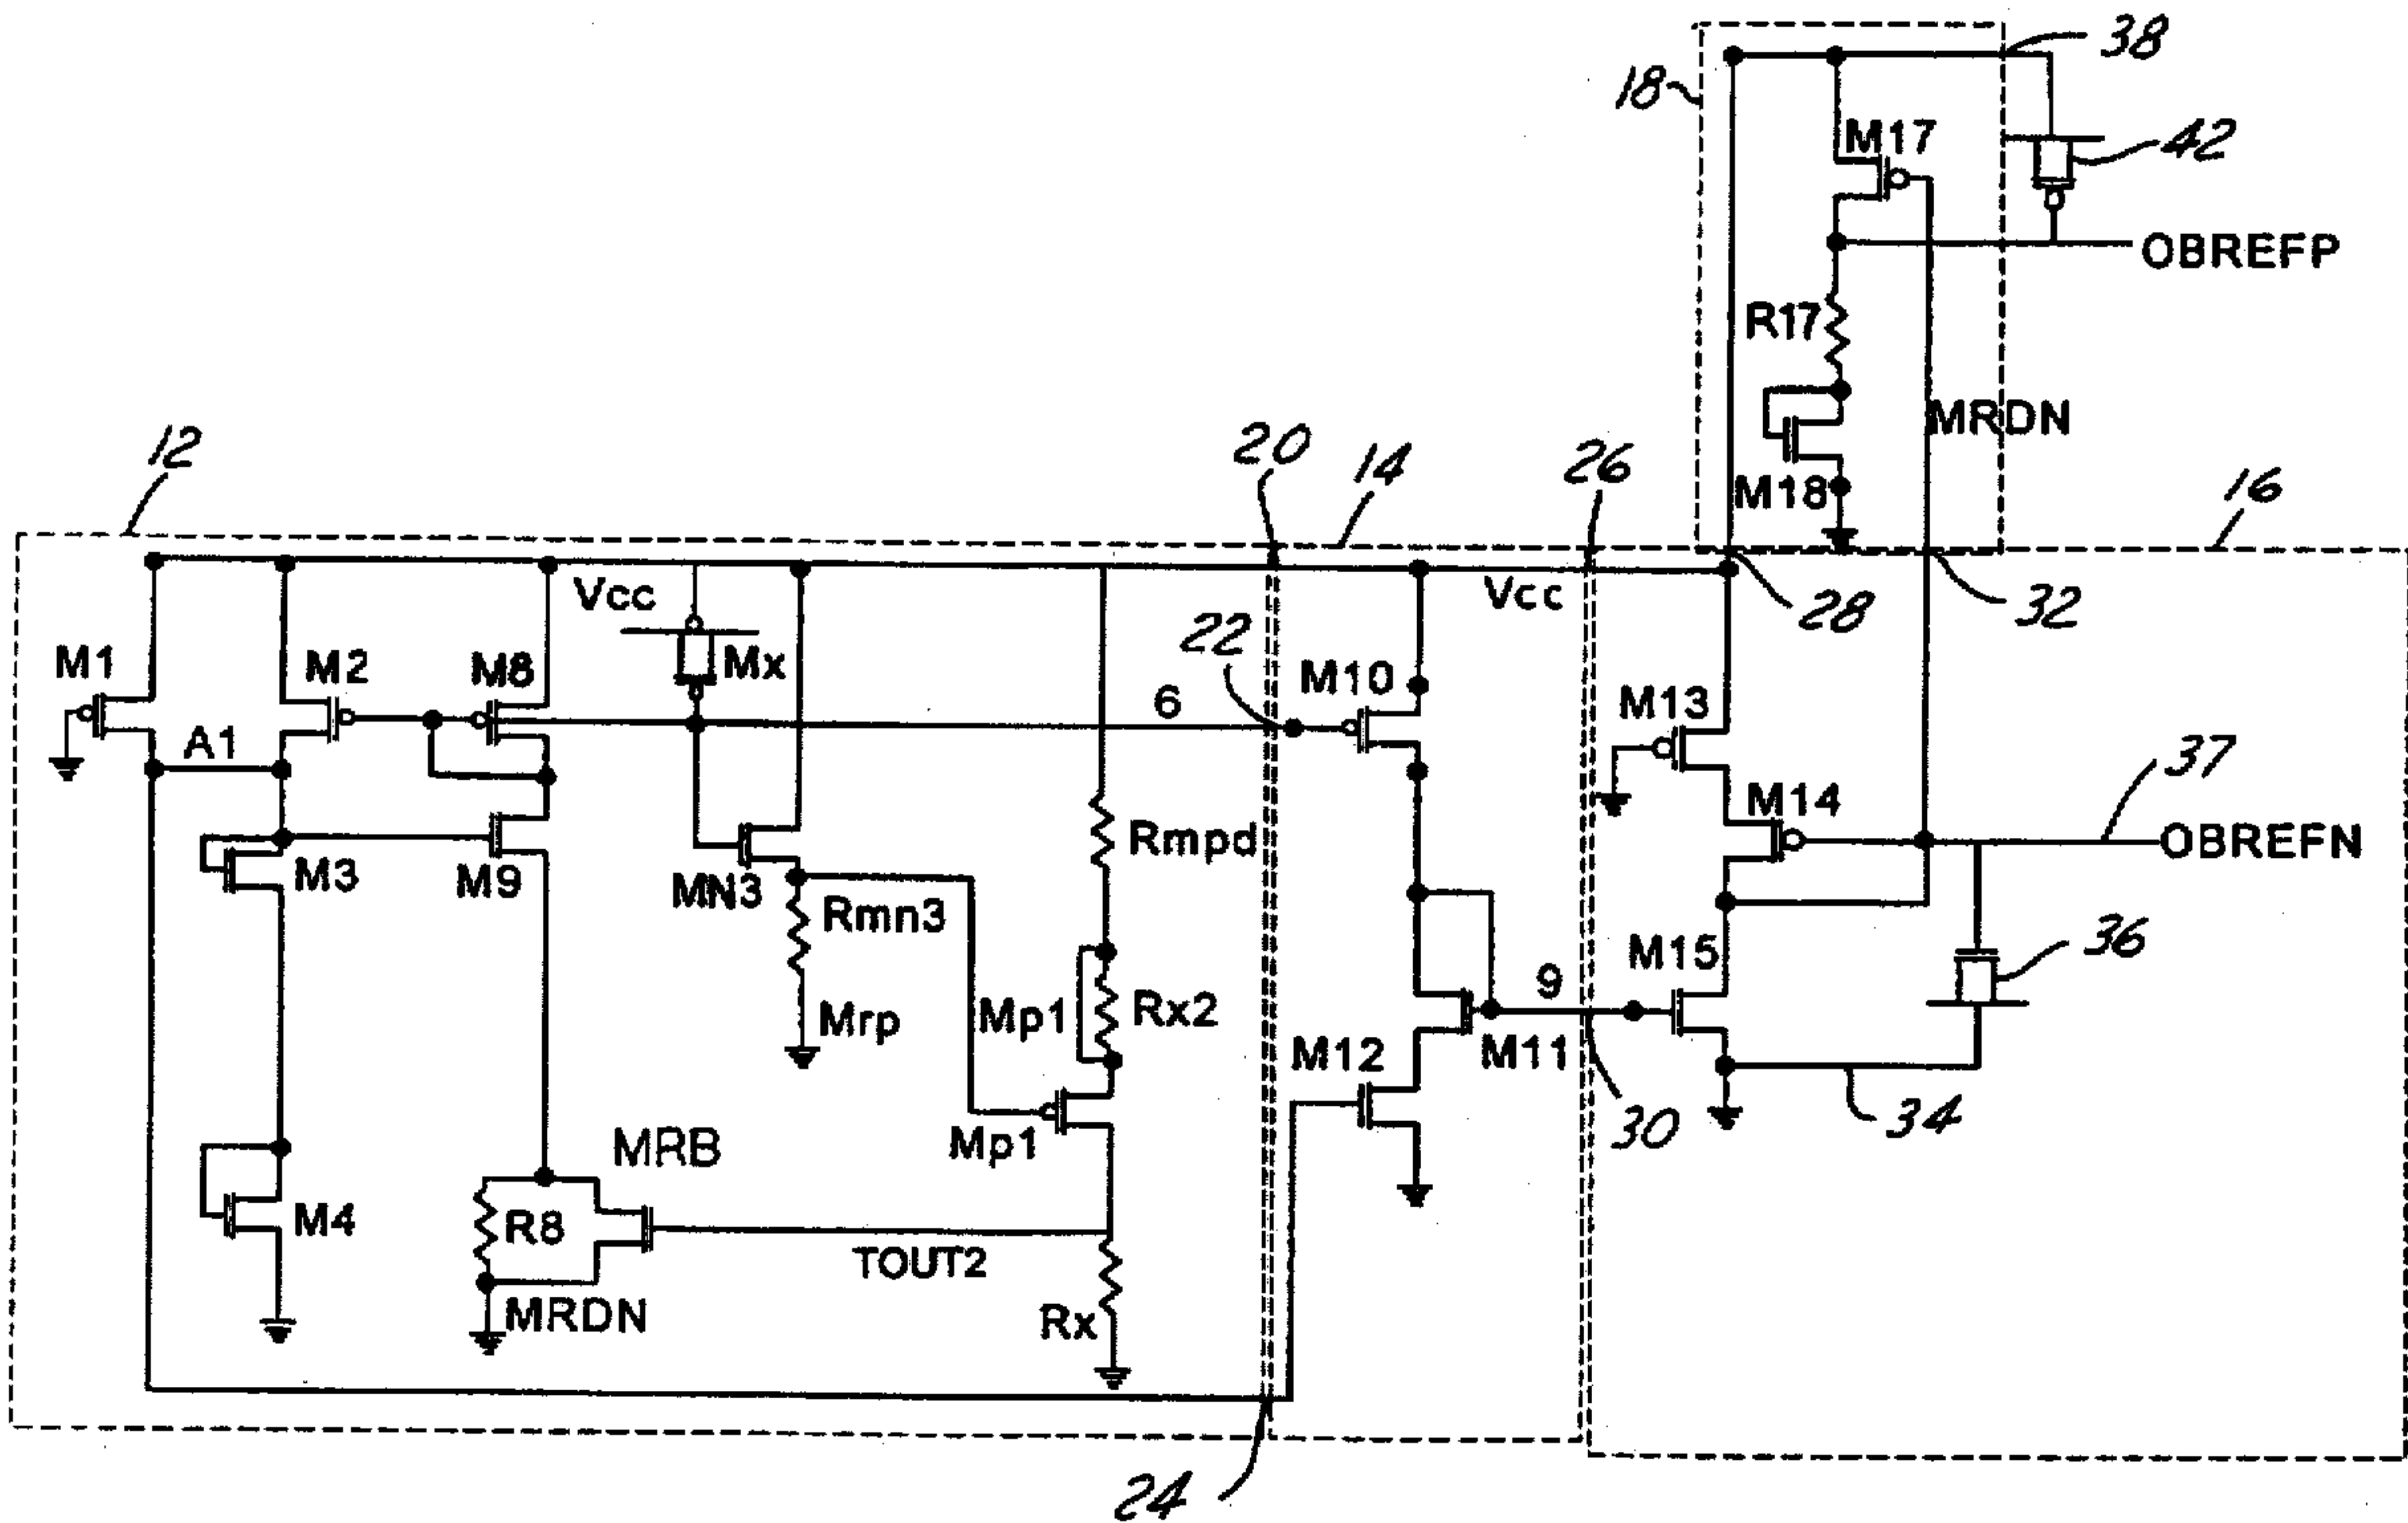 38
18
M17
42
OBREFP
R17
MRDN
M18
12
20
14
26
16
Vcc
Vcc
28
32
M1
M2
M8
Mx
22
M10
6
M13
A1
37
M14
Rmpd
OBREFN
M3
M9
MN3
Rmn3
36
M15
9
Mrp
Mp1
Rx2
M12
M11
30
34
Mp1
MRB
M4
R8
TOUT2
MRDN
Rx
24